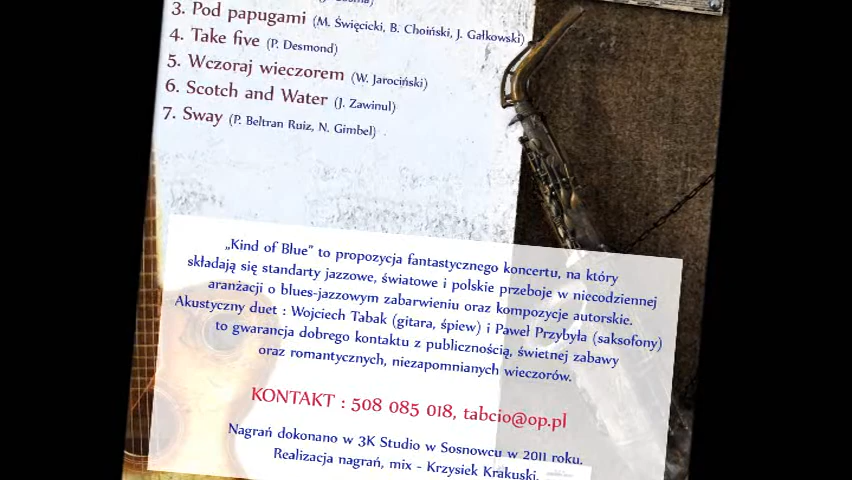 3. Pod papugami (M. Święcicki, B. Choiński, J. Gałkowski)
4. Take five (P. Desmond)
5. Wczoraj wieczorem (W. Jarociński)
6. Scotch and Water (J. Zawinul)
7. Sway (P. Beltran Ruiz, N. Gimbel)
„Kind of Blue” to propozycja fantastycznego koncertu, na który
składają się standarty jazzowe, światowe i polskie przeboje w niecodziennej
aranżacji o blues-jazzowym zabarwieniu oraz kompozycje autorskie.
Akustyczny duet : Wojciech Tabak (gitara, śpiew) i Paweł Przybyła (saksofony)
to gwarancja dobrego kontaktu z publicznością, świetnej zabawy
oraz romantycznych, niezapomnianych wieczorów.
KONTAKT : 508 085 018, tabcio@op.pl
Nagrań dokonano w 3K Studio w Sosnowcu w 2011 roku.
Realizacja nagrań, mix - Krzysiek Krakuski.